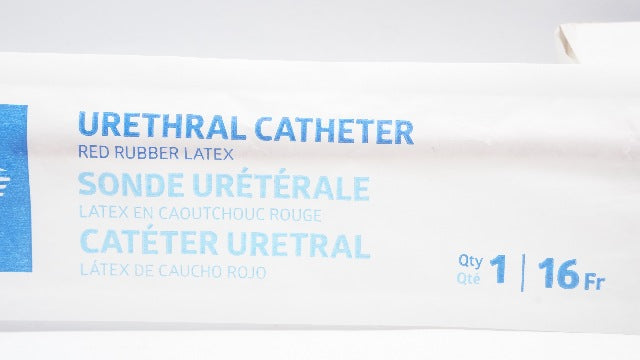 URETHRAL CATHETER
RED RUBBER LATEX
SONDE URÉTÉRALE
LATEX EN CAOUTCHOUC ROUGE
CATÉTER URETRAL
LÁTEX DE CAUCHO ROJO
Qty
Qté
1 | 16 Fr